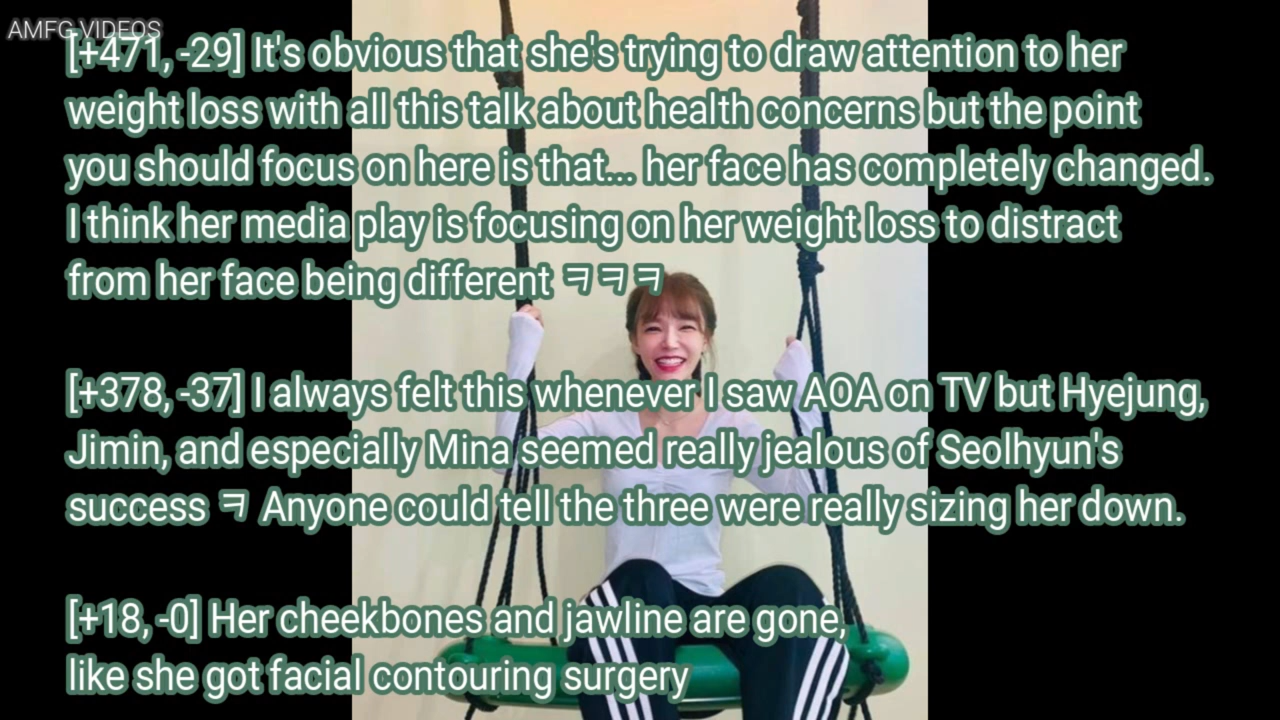 AMFG VIDEOS
[+471, -29] It's obvious that she's trying to draw attention to her
weight loss with all this talk about health concerns but the point
you should focus on here is that... her face has completely changed.
I think her media play is focusing on her weight loss to distract
from her face being different ㅋㅋㅋ
[+378, -37] I always felt this whenever I saw AOA on TV but Hyejung,
Jimin, and especially Mina seemed really jealous of Seolhyun's
success ㅋ Anyone could tell the three were really sizing her down.
[+18, -0] Her cheekbones and jawline are gone,
like she got facial contouring surgery